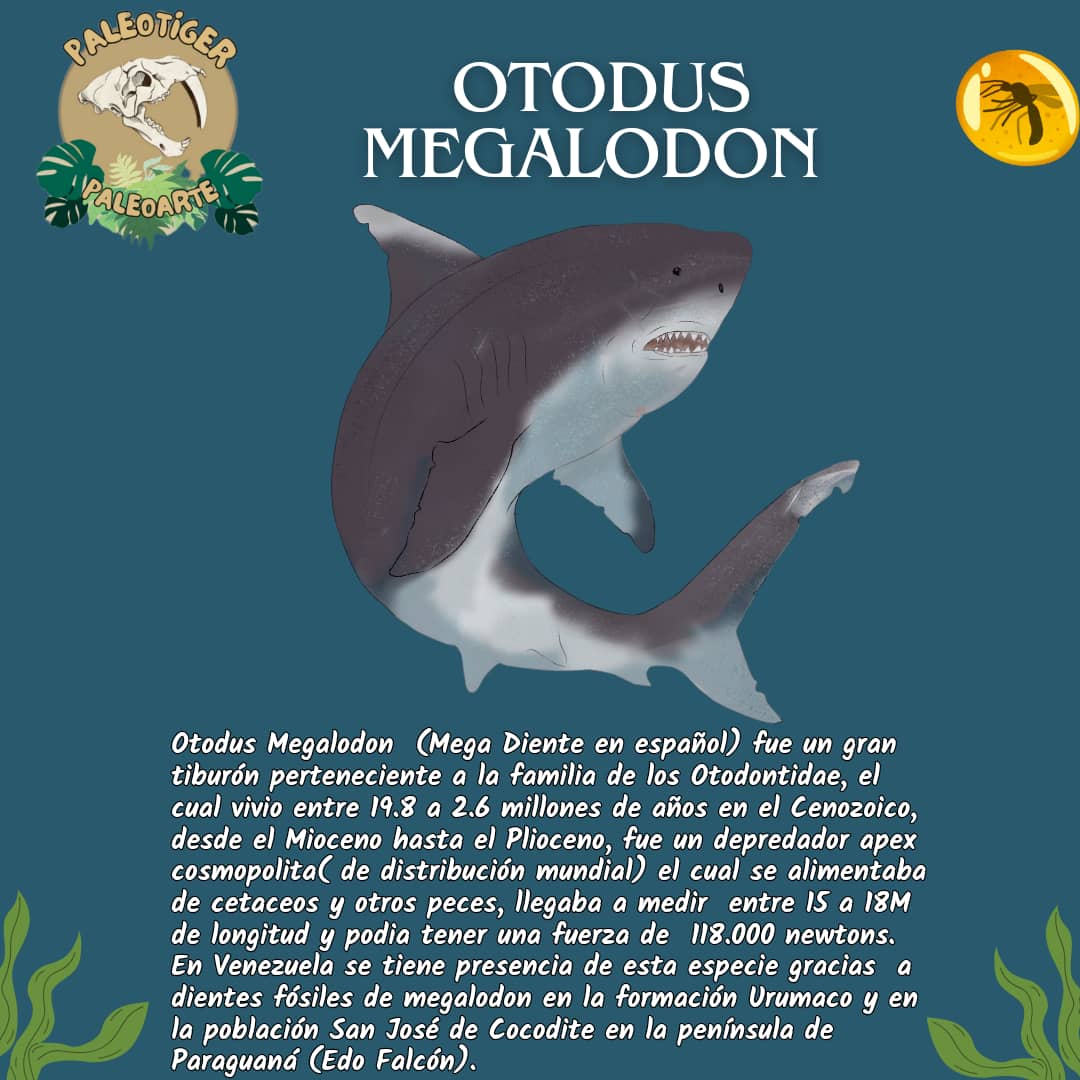 PALEOTiGER
PALEOARTE
OTODUS
MEGALODON
Otodus Megalodon (Mega Diente en español) fue un gran
tiburón perteneciente a la familia de los Otodontidae, el
cual vivio entre 19.8 a 2.6 millones de años en el Cenozoico,
desde el Mioceno hasta el Plioceno, fue un depredador apex
cosmopolita( de distribución mundial) el cual se alimentaba
de cetaceos y otros peces, llegaba a medir entre 15 a 18M
de longitud y podia tener una fuerza de 118.000 newtons.
En Venezuela se tiene presencia de esta especie gracias a
dientes fósiles de megalodon en la formación Urumaco y en
la población San José de Cocodite en la península de
Paraguaná (Edo Falcón).